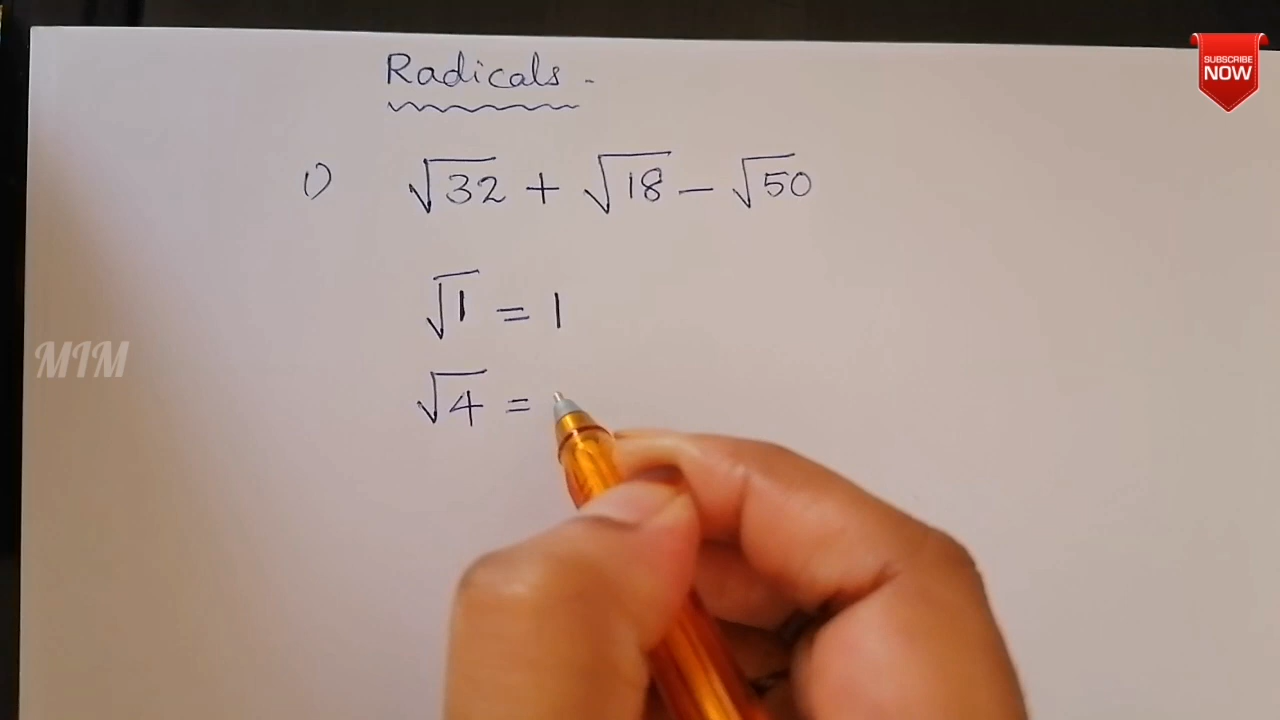 Radicals -
1) √32 + √18 - √50
√1 = 1
√4 =
MIM
SUBSCRIBE
NOW